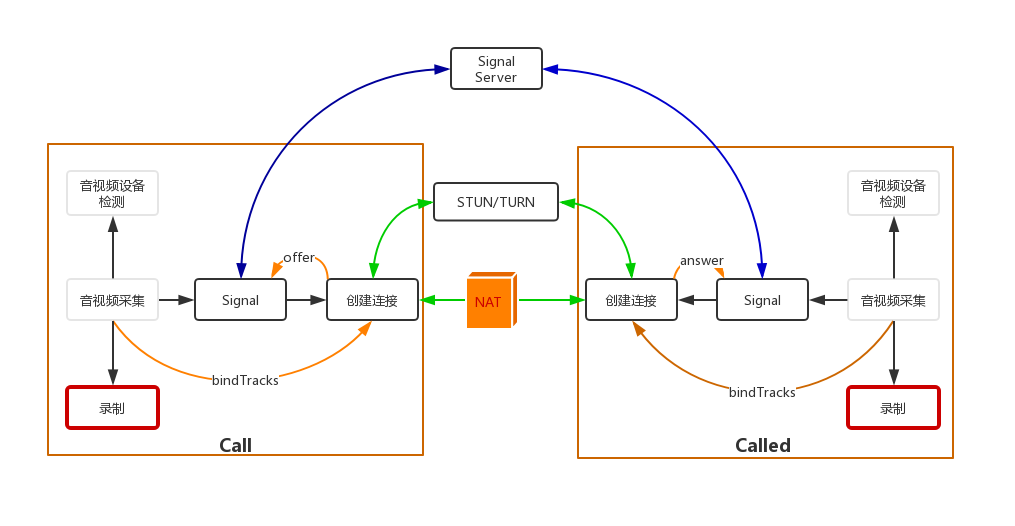 Signal
Server
音视频设备
检测
STUN/TURN
音视频设备
检测
offer
answer
音视频采集
Signal
创建连接
NAT
创建连接
Signal
音视频采集
bindTracks
bindTracks
录制
录制
Call
Called